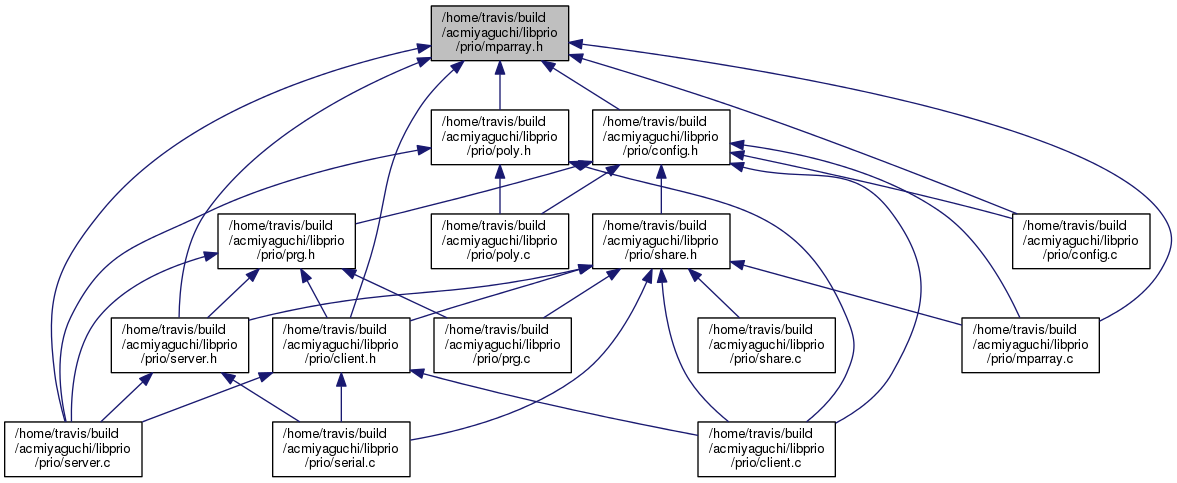 /home/travis/build
/acmiyaguchi/libprio
/prio/mparray.h
/home/travis/build
/acmiyaguchi/libprio
/prio/poly.h
/home/travis/build
/acmiyaguchi/libprio
/prio/config.h
/home/travis/build
/acmiyaguchi/libprio
/prio/prg.h
/home/travis/build
/acmiyaguchi/libprio
/prio/poly.c
/home/travis/build
/acmiyaguchi/libprio
/prio/share.h
/home/travis/build
/acmiyaguchi/libprio
/prio/config.c
/home/travis/build
/acmiyaguchi/libprio
/prio/server.h
/home/travis/build
/acmiyaguchi/libprio
/prio/client.h
/home/travis/build
/acmiyaguchi/libprio
/prio/prg.c
/home/travis/build
/acmiyaguchi/libprio
/prio/share.c
/home/travis/build
/acmiyaguchi/libprio
/prio/mparray.c
/home/travis/build
/acmiyaguchi/libprio
/prio/server.c
/home/travis/build
/acmiyaguchi/libprio
/prio/serial.c
/home/travis/build
/acmiyaguchi/libprio
/prio/client.c